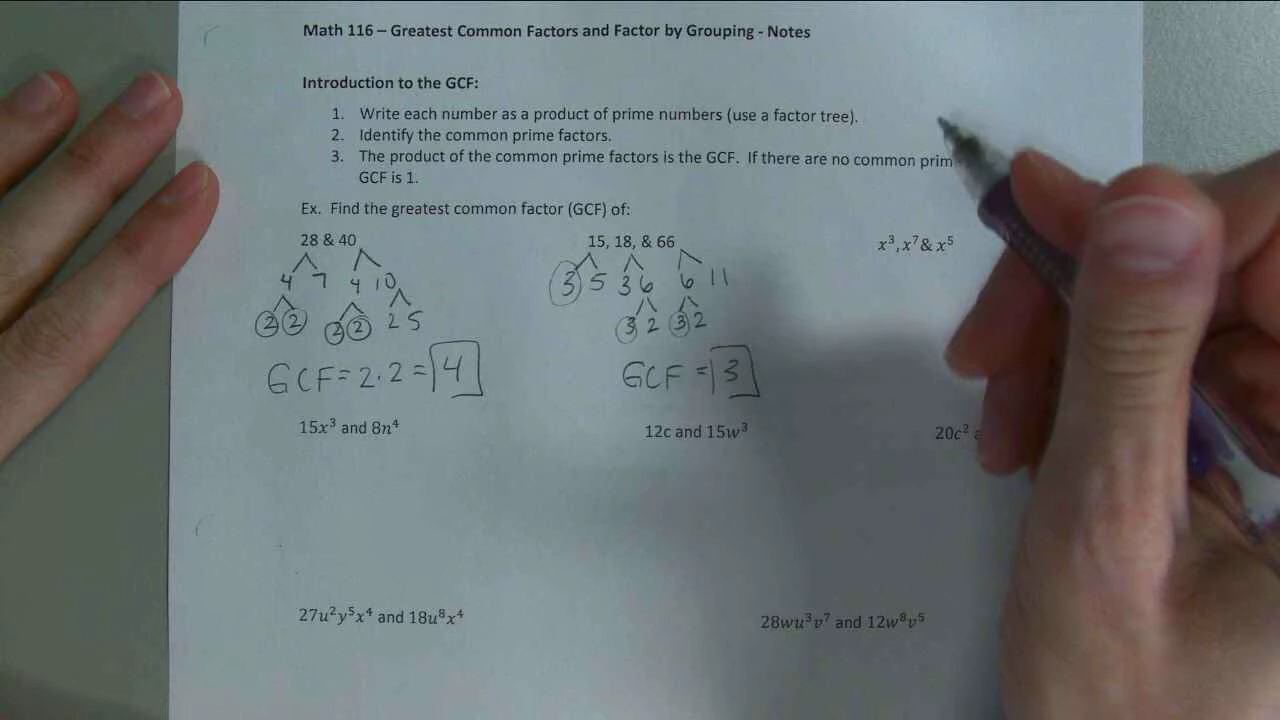 Math 116 – Greatest Common Factors and Factor by Grouping - Notes
Introduction to the GCF:
1. Write each number as a product of prime numbers (use a factor tree).
2. Identify the common prime factors.
3. The product of the common prime factors is the GCF. If there are no common prim
GCF is 1.
Ex. Find the greatest common factor (GCF) of:
28 & 40 15, 18, & 66 x³, x⁷ & x⁵
4 7 4 10 3 5 3 6 6 11
2 2 2 2 2 5 3 2 3 2
GCF = 2 · 2 = 4 GCF = 3
15x³ and 8n⁴ 12c and 15w³ 20c²
27u²y⁵x⁴ and 18u⁸x⁴ 28wu³v⁷ and 12w⁸v⁵